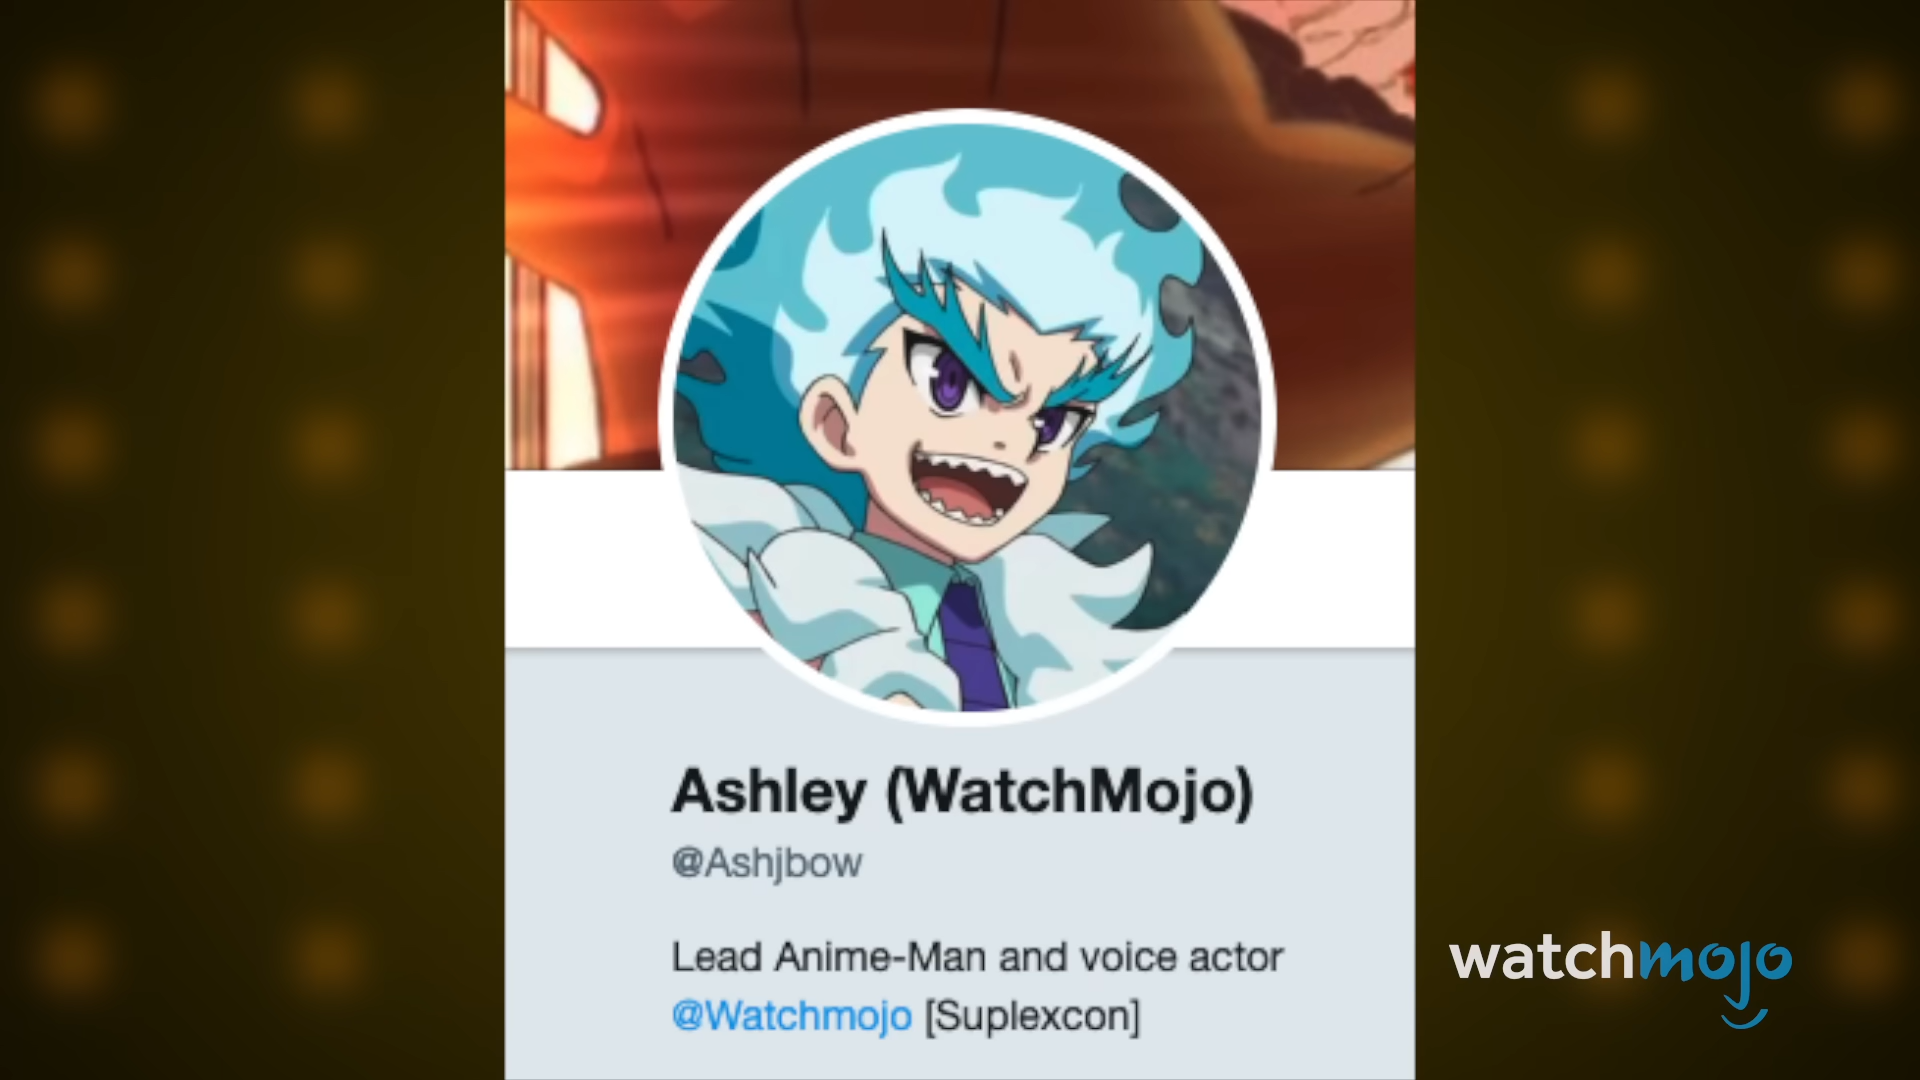 Ashley (WatchMojo)
@Ashjbow
Lead Anime-Man and voice actor
@Watchmojo [Suplexcon]
watchmojo